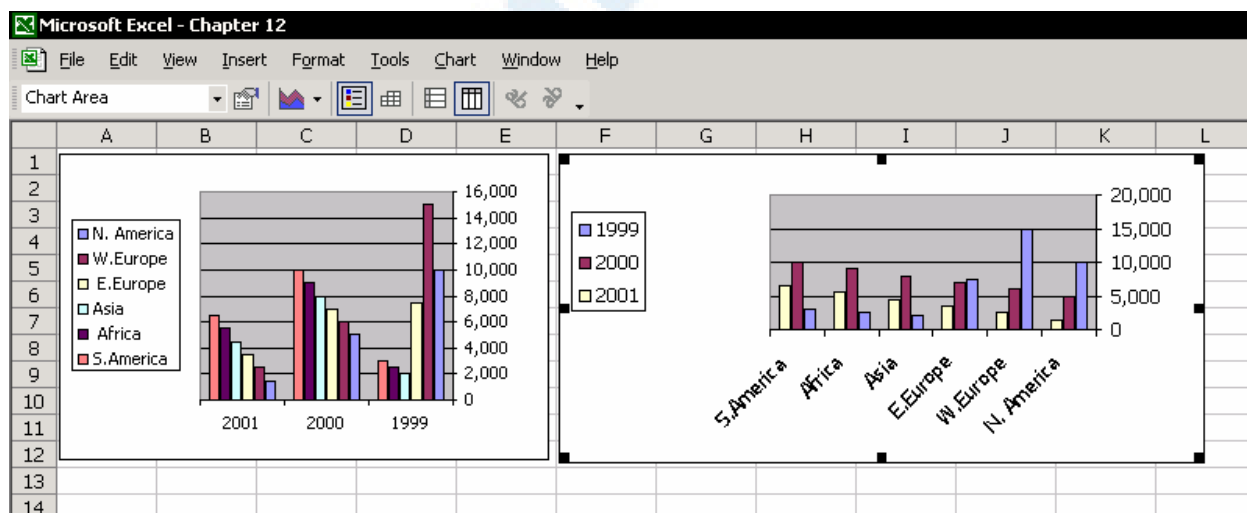 Microsoft Excel - Chapter 12
File Edit View Insert Format Tools Chart Window Help
Chart Area
A B C D E F G H I J K L
1
2
3
4
5
6
7
8
9
10
11
12
13
14
N. America
W.Europe
E.Europe
Asia
Africa
S.America
16,000
14,000
12,000
10,000
8,000
6,000
4,000
2,000
0
2001 2000 1999
1999
2000
2001
20,000
15,000
10,000
5,000
0
S.America Africa Asia E.Europe W.Europe N. America